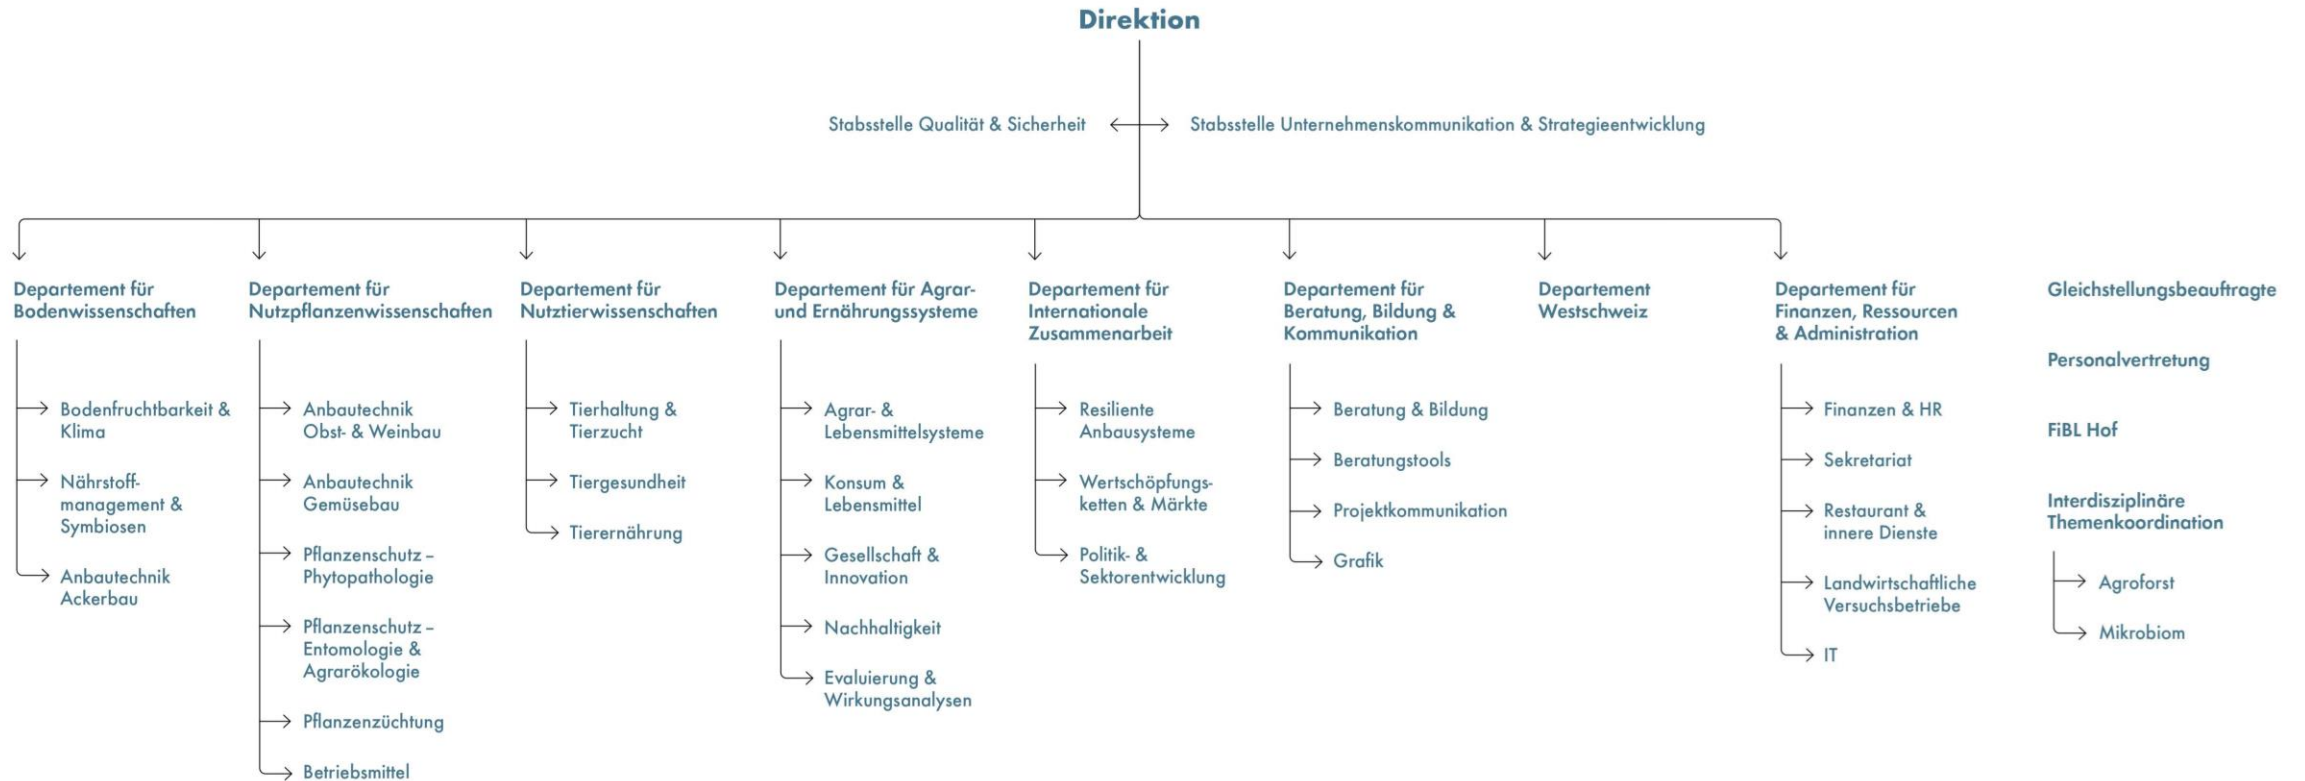 Direktion
Stabsstelle Qualität & Sicherheit
Stabsstelle Unternehmenskommunikation & Strategieentwicklung
Departement für
Bodenwissenschaften
Bodenfruchtbarkeit &
Klima
Nährstoff-
management &
Symbiosen
Anbautechnik
Ackerbau
Departement für
Nutzpflanzenwissenschaften
Anbautechnik
Obst- & Weinbau
Anbautechnik
Gemüsebau
Pflanzenschutz –
Phytopathologie
Pflanzenschutz –
Entomologie &
Agrarökologie
Pflanzenzüchtung
Betriebsmittel
Departement für
Nutztierwissenschaften
Tierhaltung &
Tierzucht
Tiergesundheit
Tierernährung
Departement für Agrar-
und Ernährungssysteme
Agrar- &
Lebensmittelsysteme
Konsum &
Lebensmittel
Gesellschaft &
Innovation
Nachhaltigkeit
Evaluierung &
Wirkungsanalysen
Departement für
Internationale
Zusammenarbeit
Resiliente
Anbausysteme
Wertschöpfungs-
ketten & Märkte
Politik- &
Sektorentwicklung
Departement für
Beratung, Bildung &
Kommunikation
Beratung & Bildung
Beratungstools
Projektkommunikation
Grafik
Departement
Westschweiz
Departement für
Finanzen, Ressourcen
& Administration
Finanzen & HR
Sekretariat
Restaurant &
innere Dienste
Landwirtschaftliche
Versuchsbetriebe
IT
Gleichstellungsbeauftragte
Personalvertretung
FiBL Hof
Interdisziplinäre
Themenkoordination
Agroforst
Mikrobiom